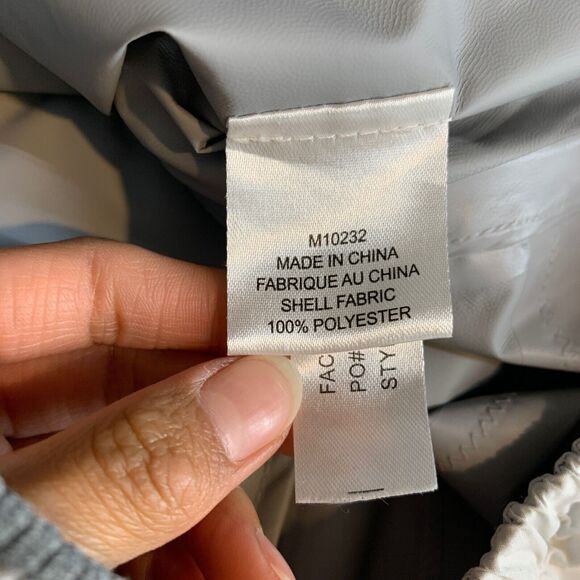 M10232
MADE IN CHINA
FABRIQUE AU CHINA
SHELL FABRIC
100% POLYESTER
FAC
PO#
STY